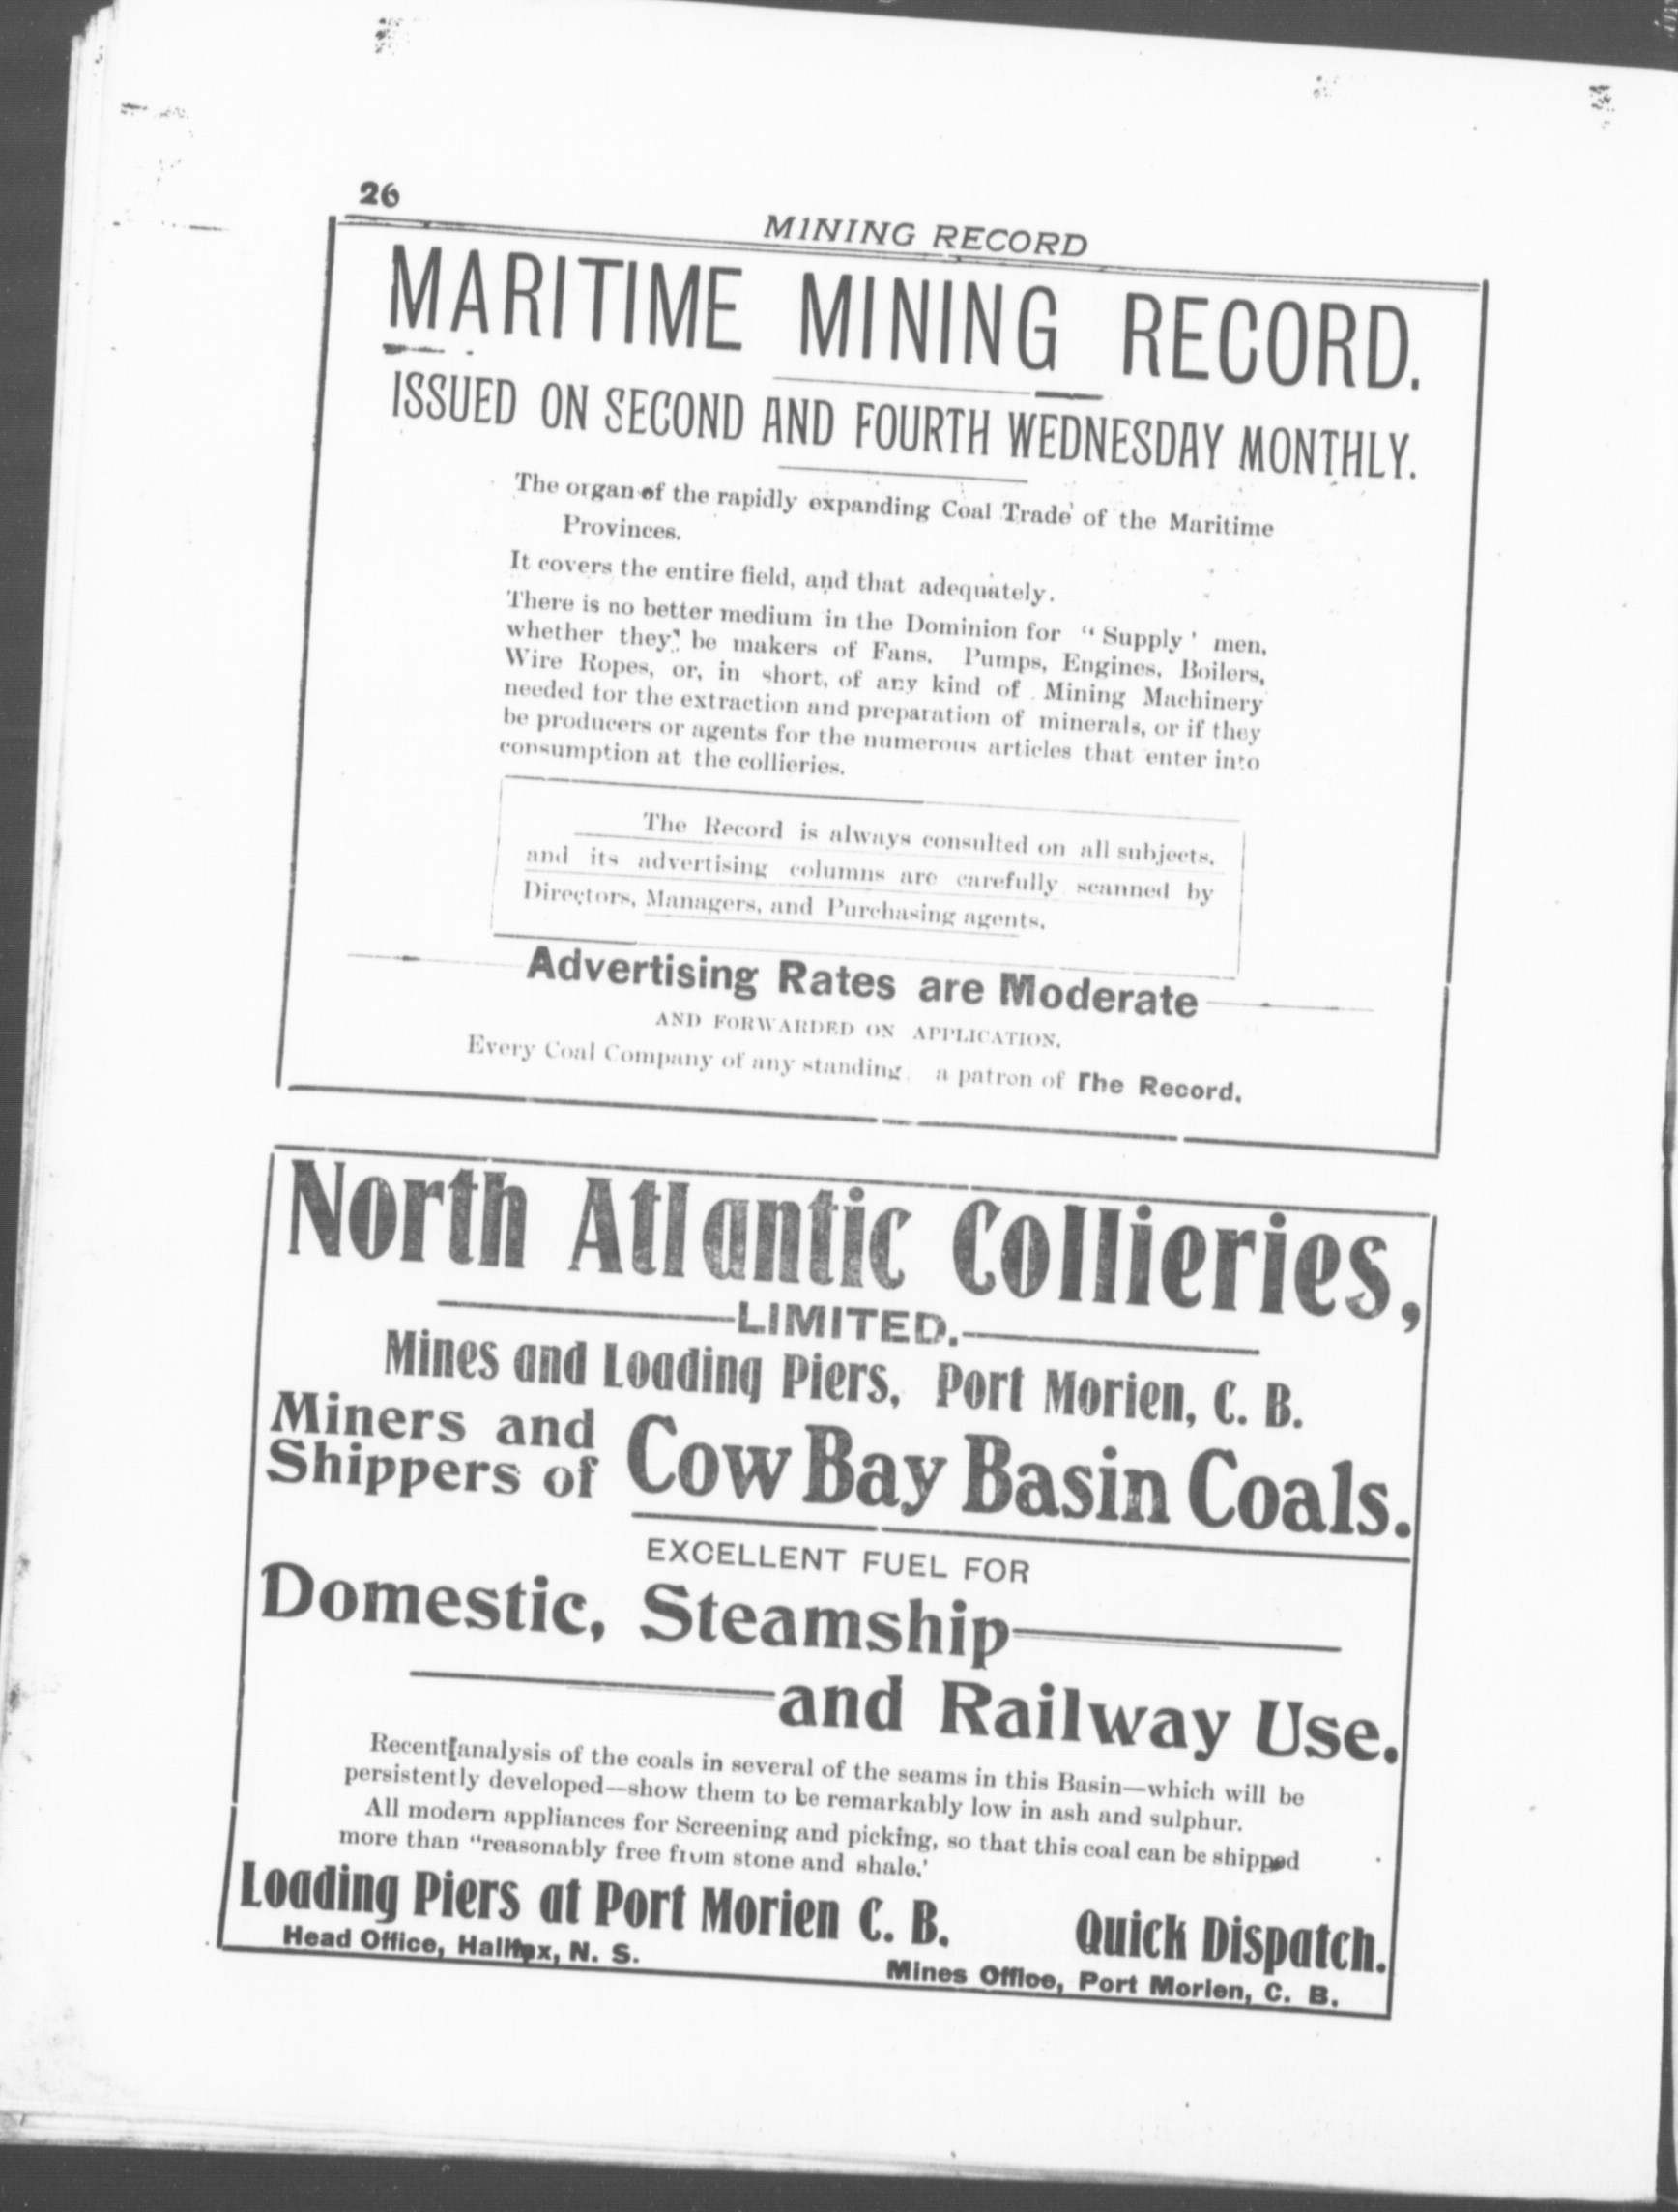 26
MINING RECORD
MARITIME MINING RECORD.
ISSUED ON SECOND AND FOURTH WEDNESDAY MONTHLY.
The organ of the rapidly expanding Coal Trade of the Maritime
Provinces.
It covers the entire field, and that adequately.
There is no better medium in the Dominion for “ Supply ’ men,
whether they be makers of Fans, Pumps, Engines, Boilers,
Wire Ropes, or, in short, of any kind of Mining Machinery
needed for the extraction and preparation of minerals, or if they
be producers or agents for the numerous articles that enter into
consumption at the collieries.
The Record is always consulted on all subjects,
and its advertising columns are carefully scanned by
Directors, Managers, and Purchasing agents.
Advertising Rates are Moderate
AND FORWARDED ON APPLICATION.
Every Coal Company of any standing, a patron of The Record.
North Atlantic Collieries,
LIMITED.
Mines and Loading Piers, Port Morien, C. B.
Miners and
Shippers of Cow Bay Basin Coals.
EXCELLENT FUEL FOR
Domestic, Steamship
and Railway Use.
Recent[analysis of the coals in several of the seams in this Basin—which will be
persistently developed—show them to be remarkably low in ash and sulphur.
All modern appliances for Screening and picking, so that this coal can be shipped
more than “reasonably free from stone and shale.’
Loading Piers at Port Morien C. B. Quick Dispatch.
Head Office, Halifax, N. S.
Mines Office, Port Morien, C. B.